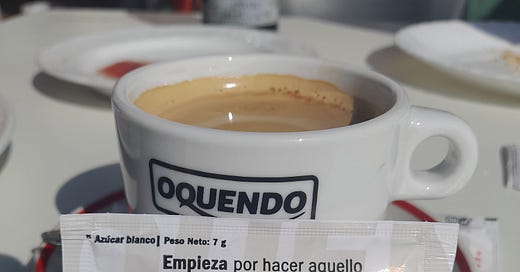 OQUENDO
Azúcar blanco | Peso Neto: 7 g
Empieza por hacer aquello